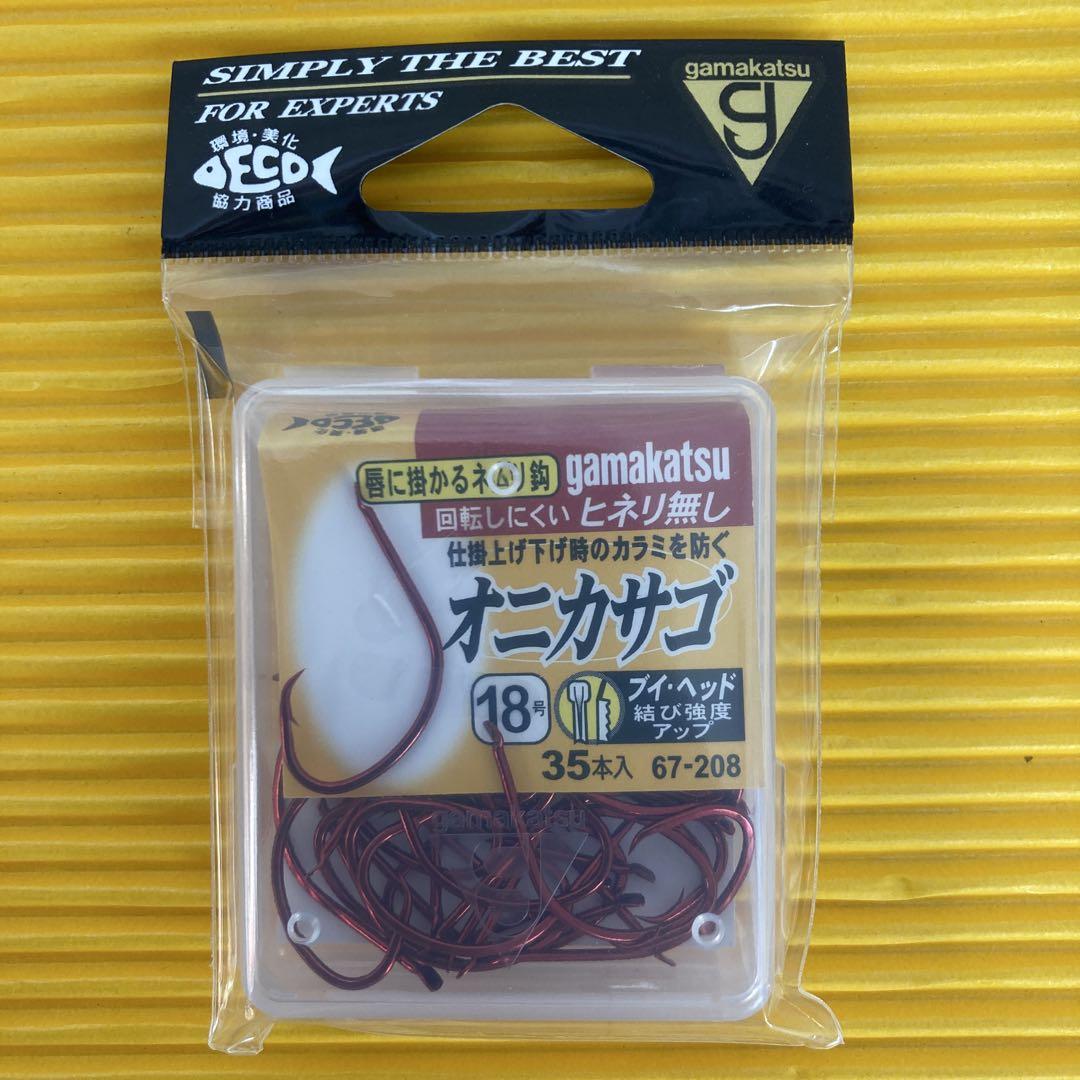 SIMPLY THE BEST
FOR EXPERTS
gamakatsu
環境・美化
ECO
協力商品
唇に掛かるネムリ鈎
gamakatsu
回転しにくい ヒネリ無し
仕掛上げ下げ時のカラミを防ぐ
オニカサゴ
18号
ブイ・ヘッド
結び強度
アップ
35本入 67-208
gamakatsu